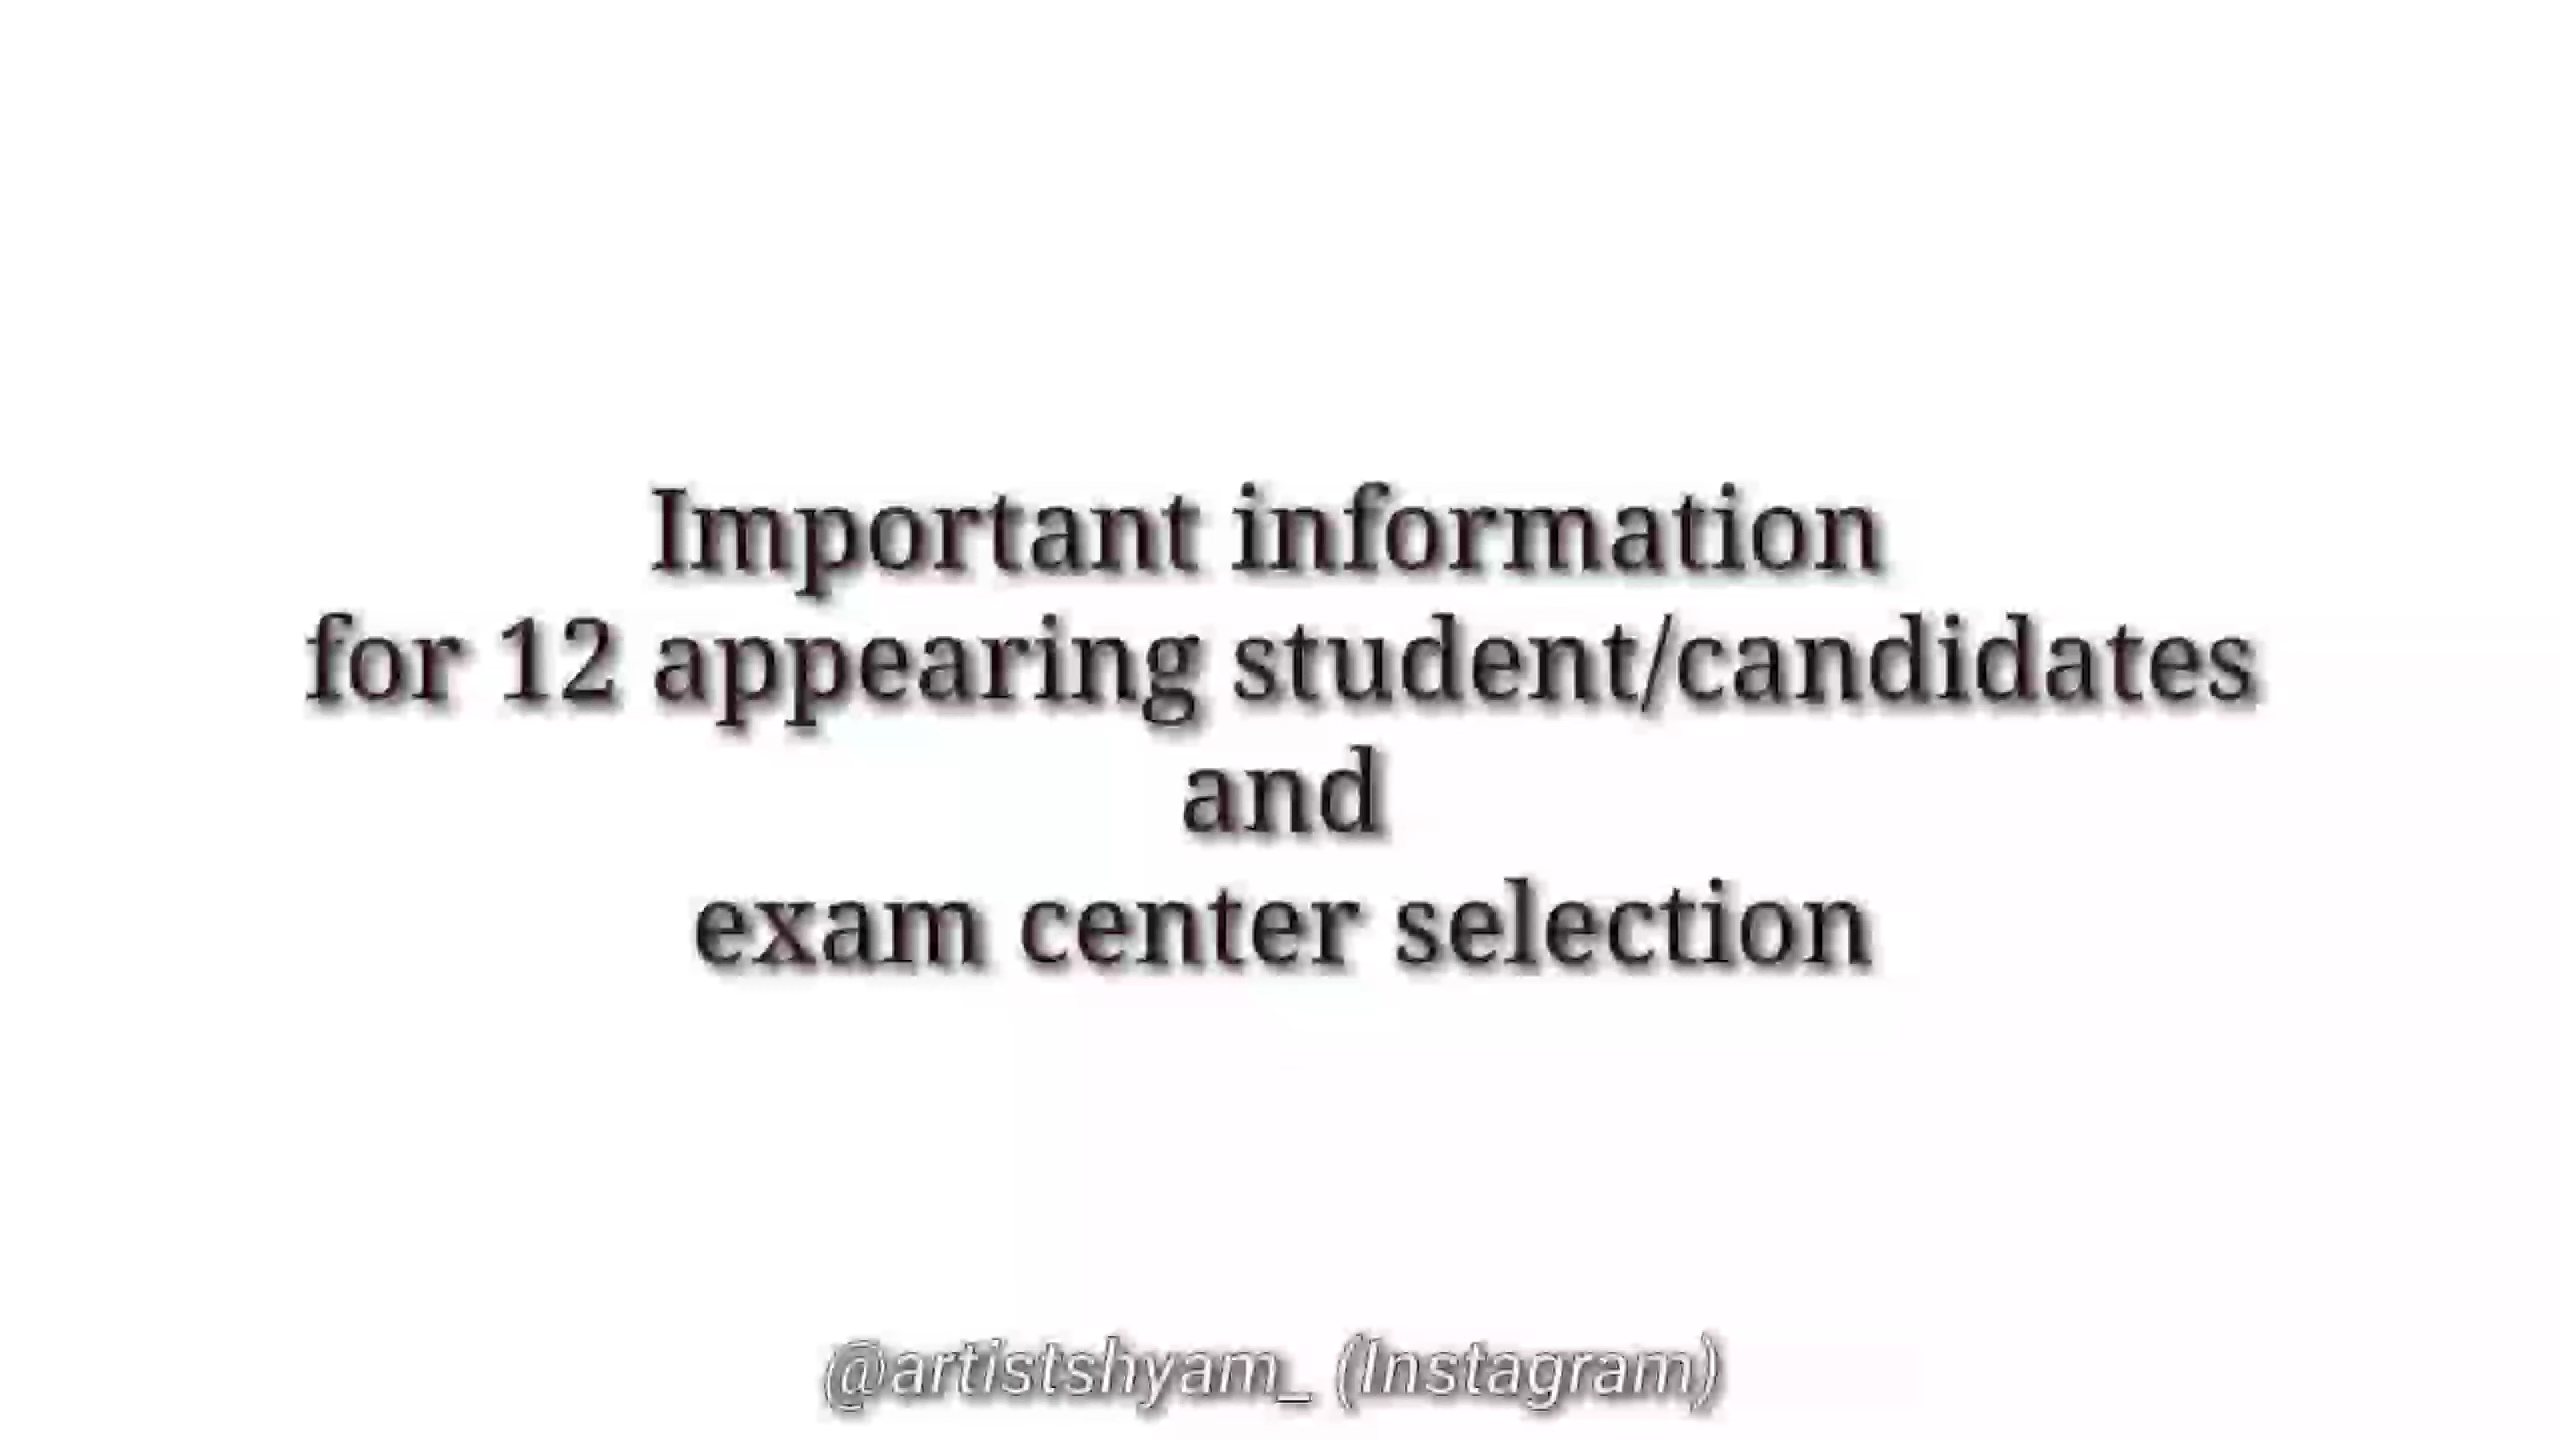 Important information
for 12 appearing student/candidates
and
exam center selection
@artistshyam_ (Instagram)